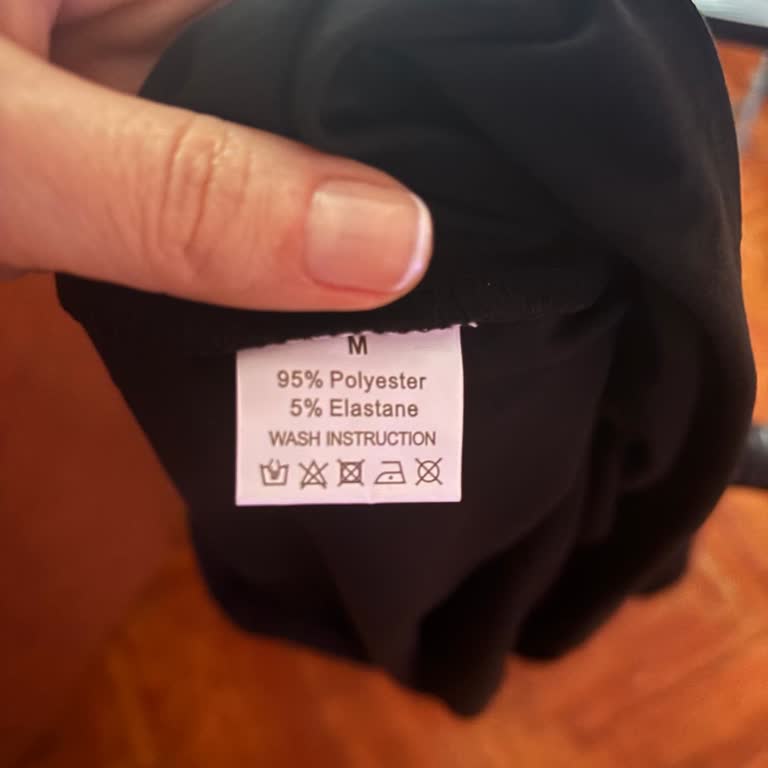 M
95% Polyester
5% Elastane
WASH INSTRUCTION